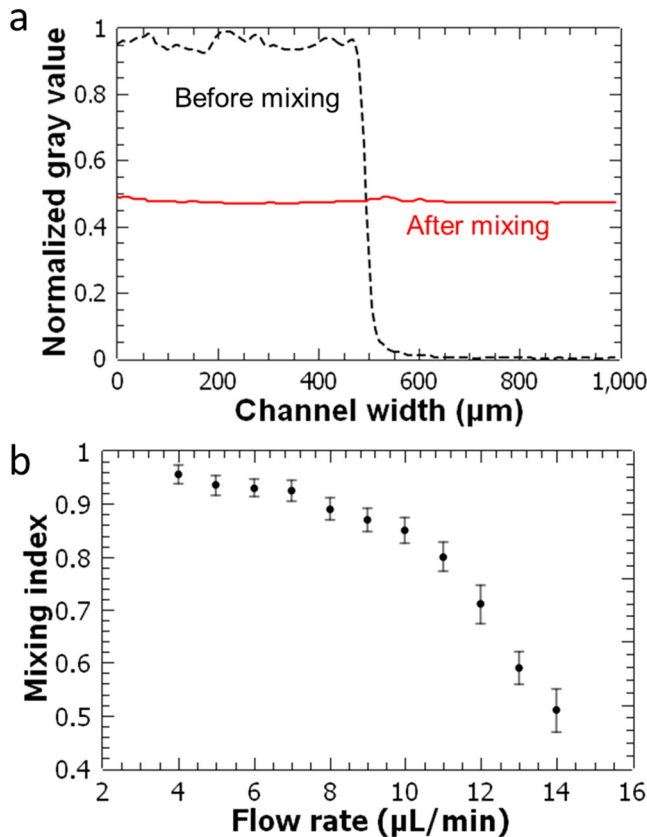 a
Normalized gray value
1
0.8
0.6
0.4
0.2
0
Before mixing
After mixing
0 200 400 600 800 1,000
Channel width (µm)
b
Mixing index
1
0.9
0.8
0.7
0.6
0.5
0.4
2 4 6 8 10 12 14 16
Flow rate (µL/min)